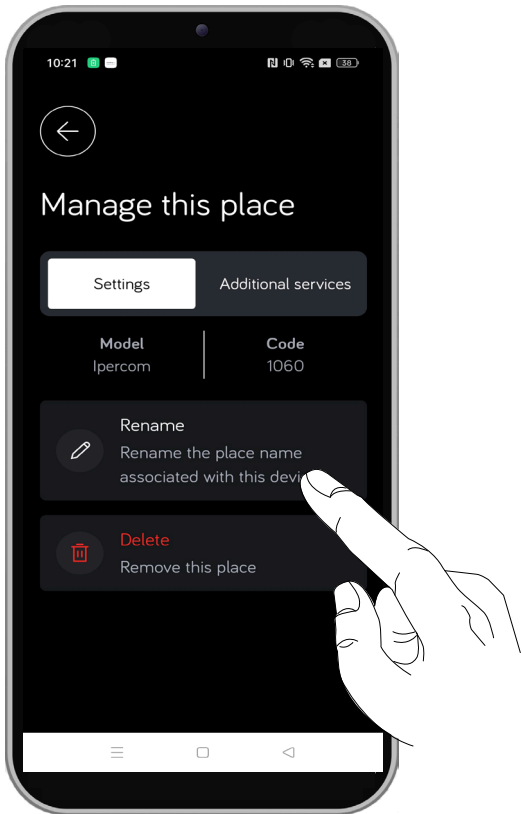 10:21
38
Manage this place
Settings
Additional services
Model
Code
Ipercom
1060
Rename
Rename the place name
associated with this devi
Delete
Remove this place